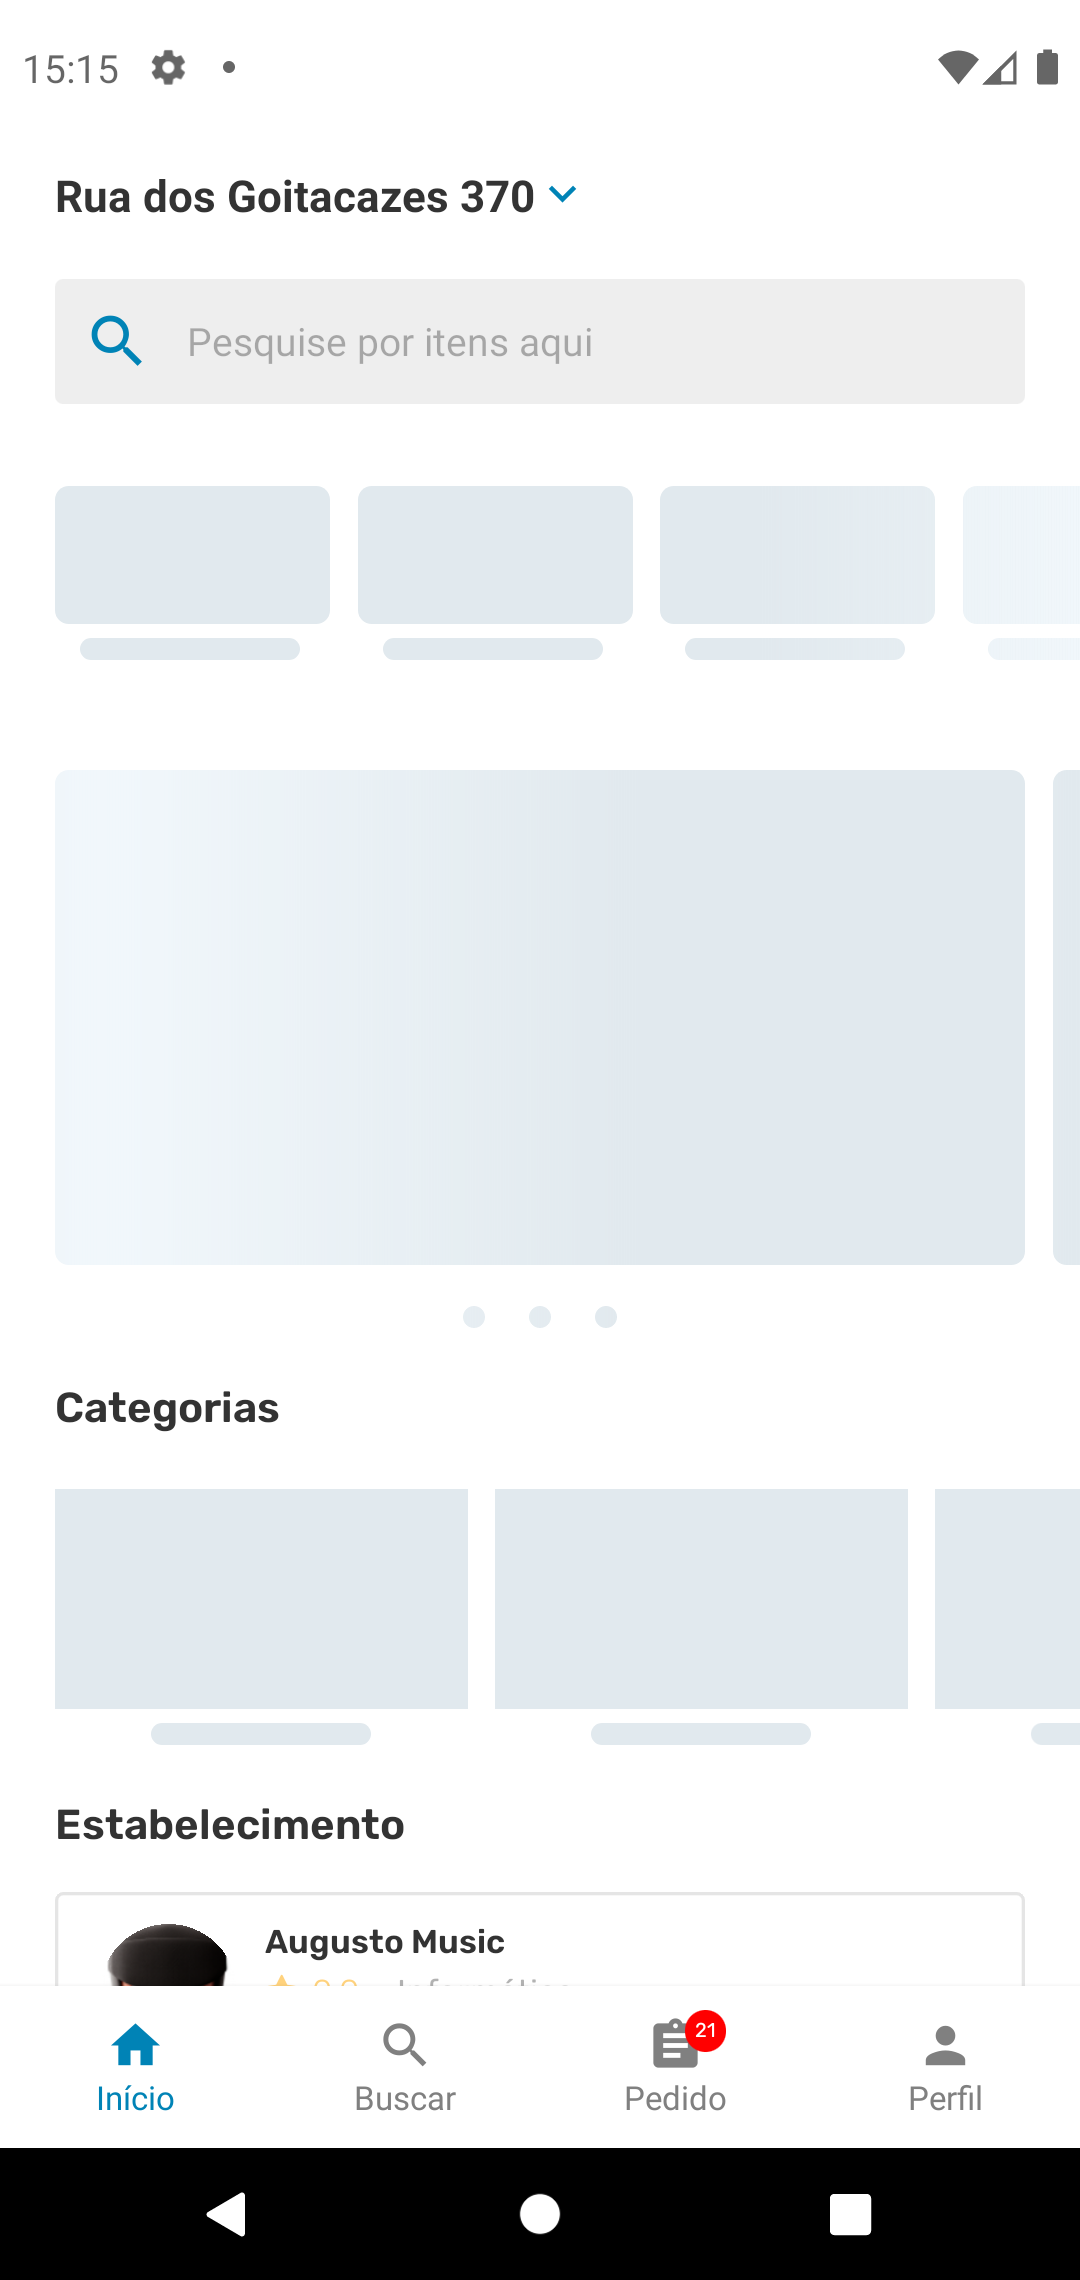 15:15
Rua dos Goitacazes 370
Pesquise por itens aqui
Categorias
Estabelecimento
Augusto Music
Início
Buscar
21
Pedido
Perfil